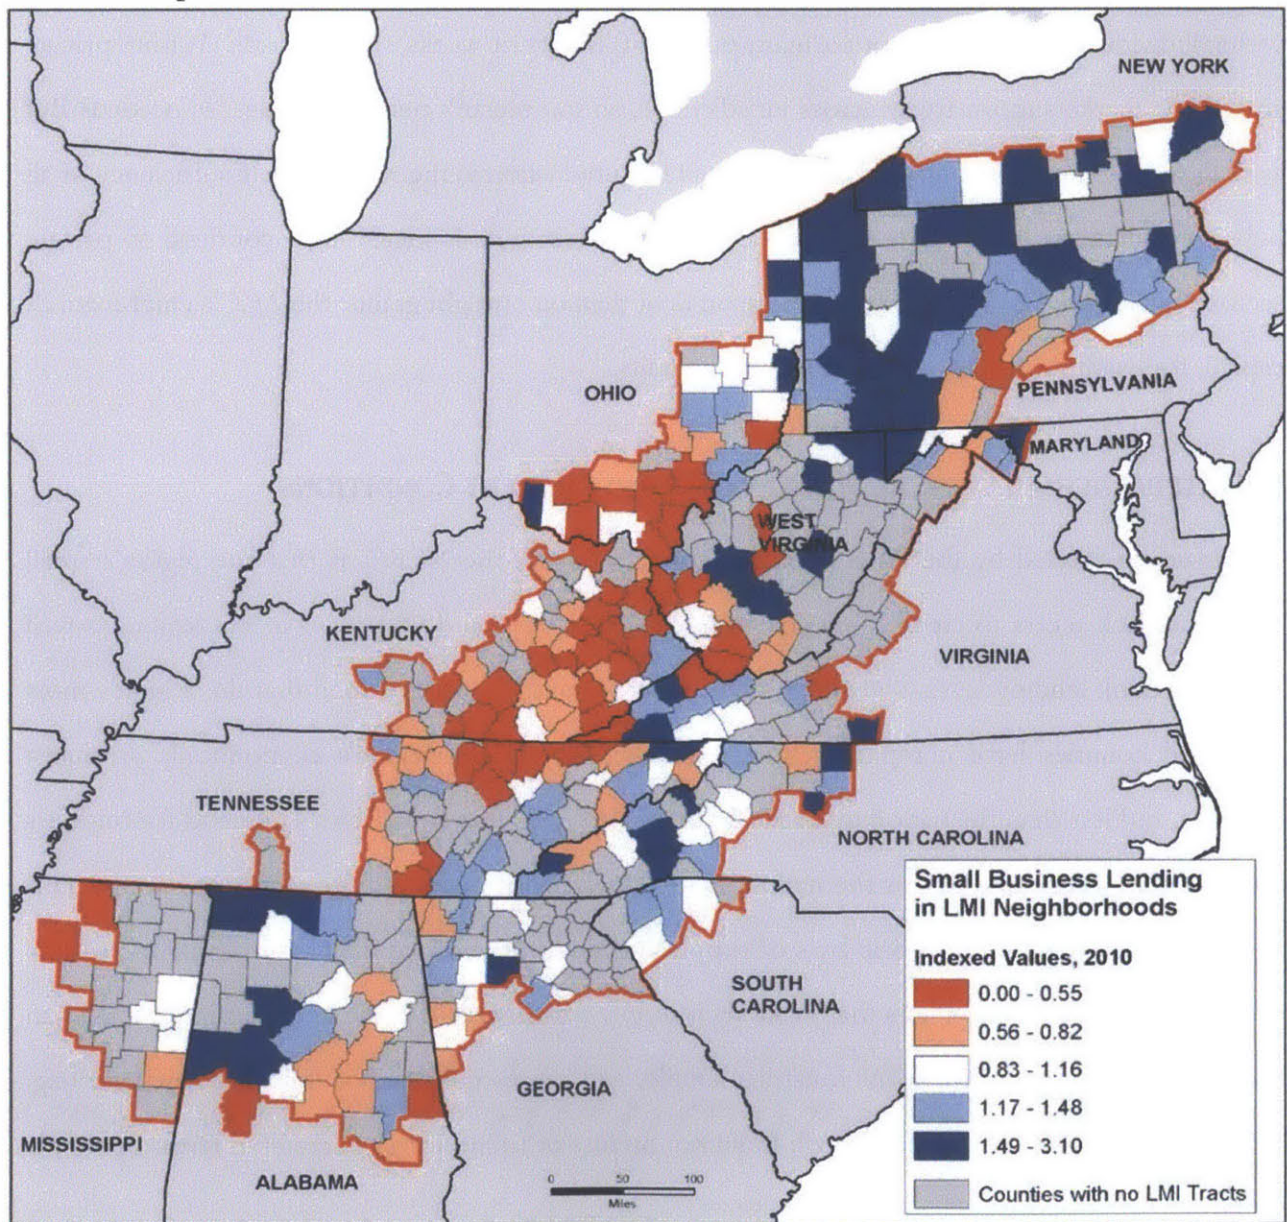 NEW YORK
OHIO
PENNSYLVANIA
MARYLAND
WEST
VIRGINIA
KENTUCKY
VIRGINIA
TENNESSEE
NORTH CAROLINA
SOUTH
CAROLINA
GEORGIA
MISSISSIPPI
ALABAMA
0 50 100
Miles
Small Business Lending
in LMI Neighborhoods
Indexed Values, 2010
0.00 - 0.55
0.56 - 0.82
0.83 - 1.16
1.17 - 1.48
1.49 - 3.10
Counties with no LMI Tracts